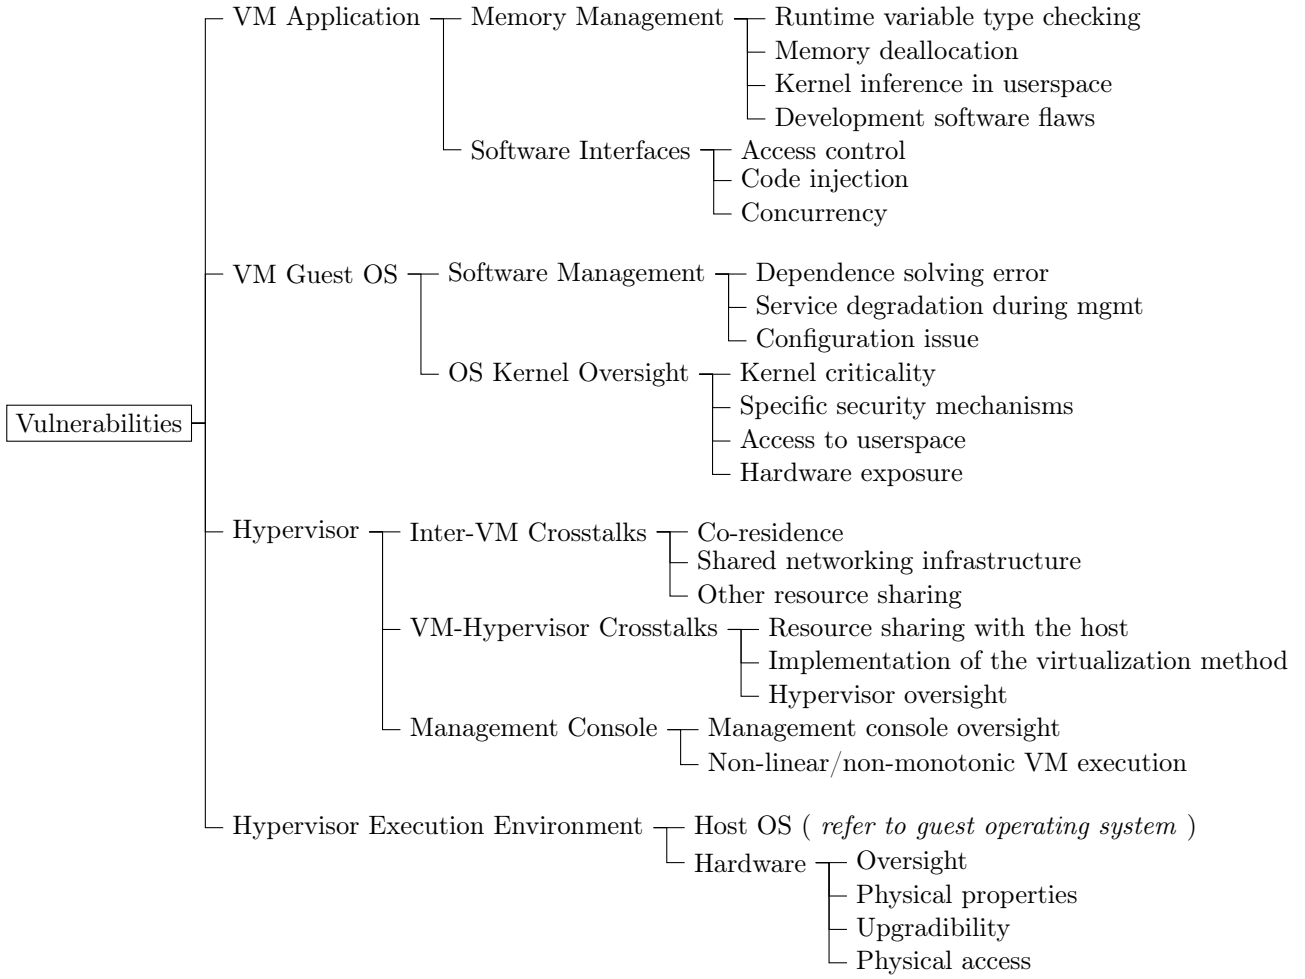 VM Application
Memory Management
Runtime variable type checking
Memory deallocation
Kernel inference in userspace
Development software flaws
Software Interfaces
Access control
Code injection
Concurrency
VM Guest OS
Software Management
Dependence solving error
Service degradation during mgmt
Configuration issue
OS Kernel Oversight
Kernel criticality
Specific security mechanisms
Vulnerabilities
Access to userspace
Hardware exposure
Hypervisor
Inter-VM Crosstalks
Co-residence
Shared networking infrastructure
Other resource sharing
VM-Hypervisor Crosstalks
Resource sharing with the host
Implementation of the virtualization method
Hypervisor oversight
Management Console
Management console oversight
Non-linear/non-monotonic VM execution
Hypervisor Execution Environment
Host OS ( refer to guest operating system )
Hardware
Oversight
Physical properties
Upgradibility
Physical access